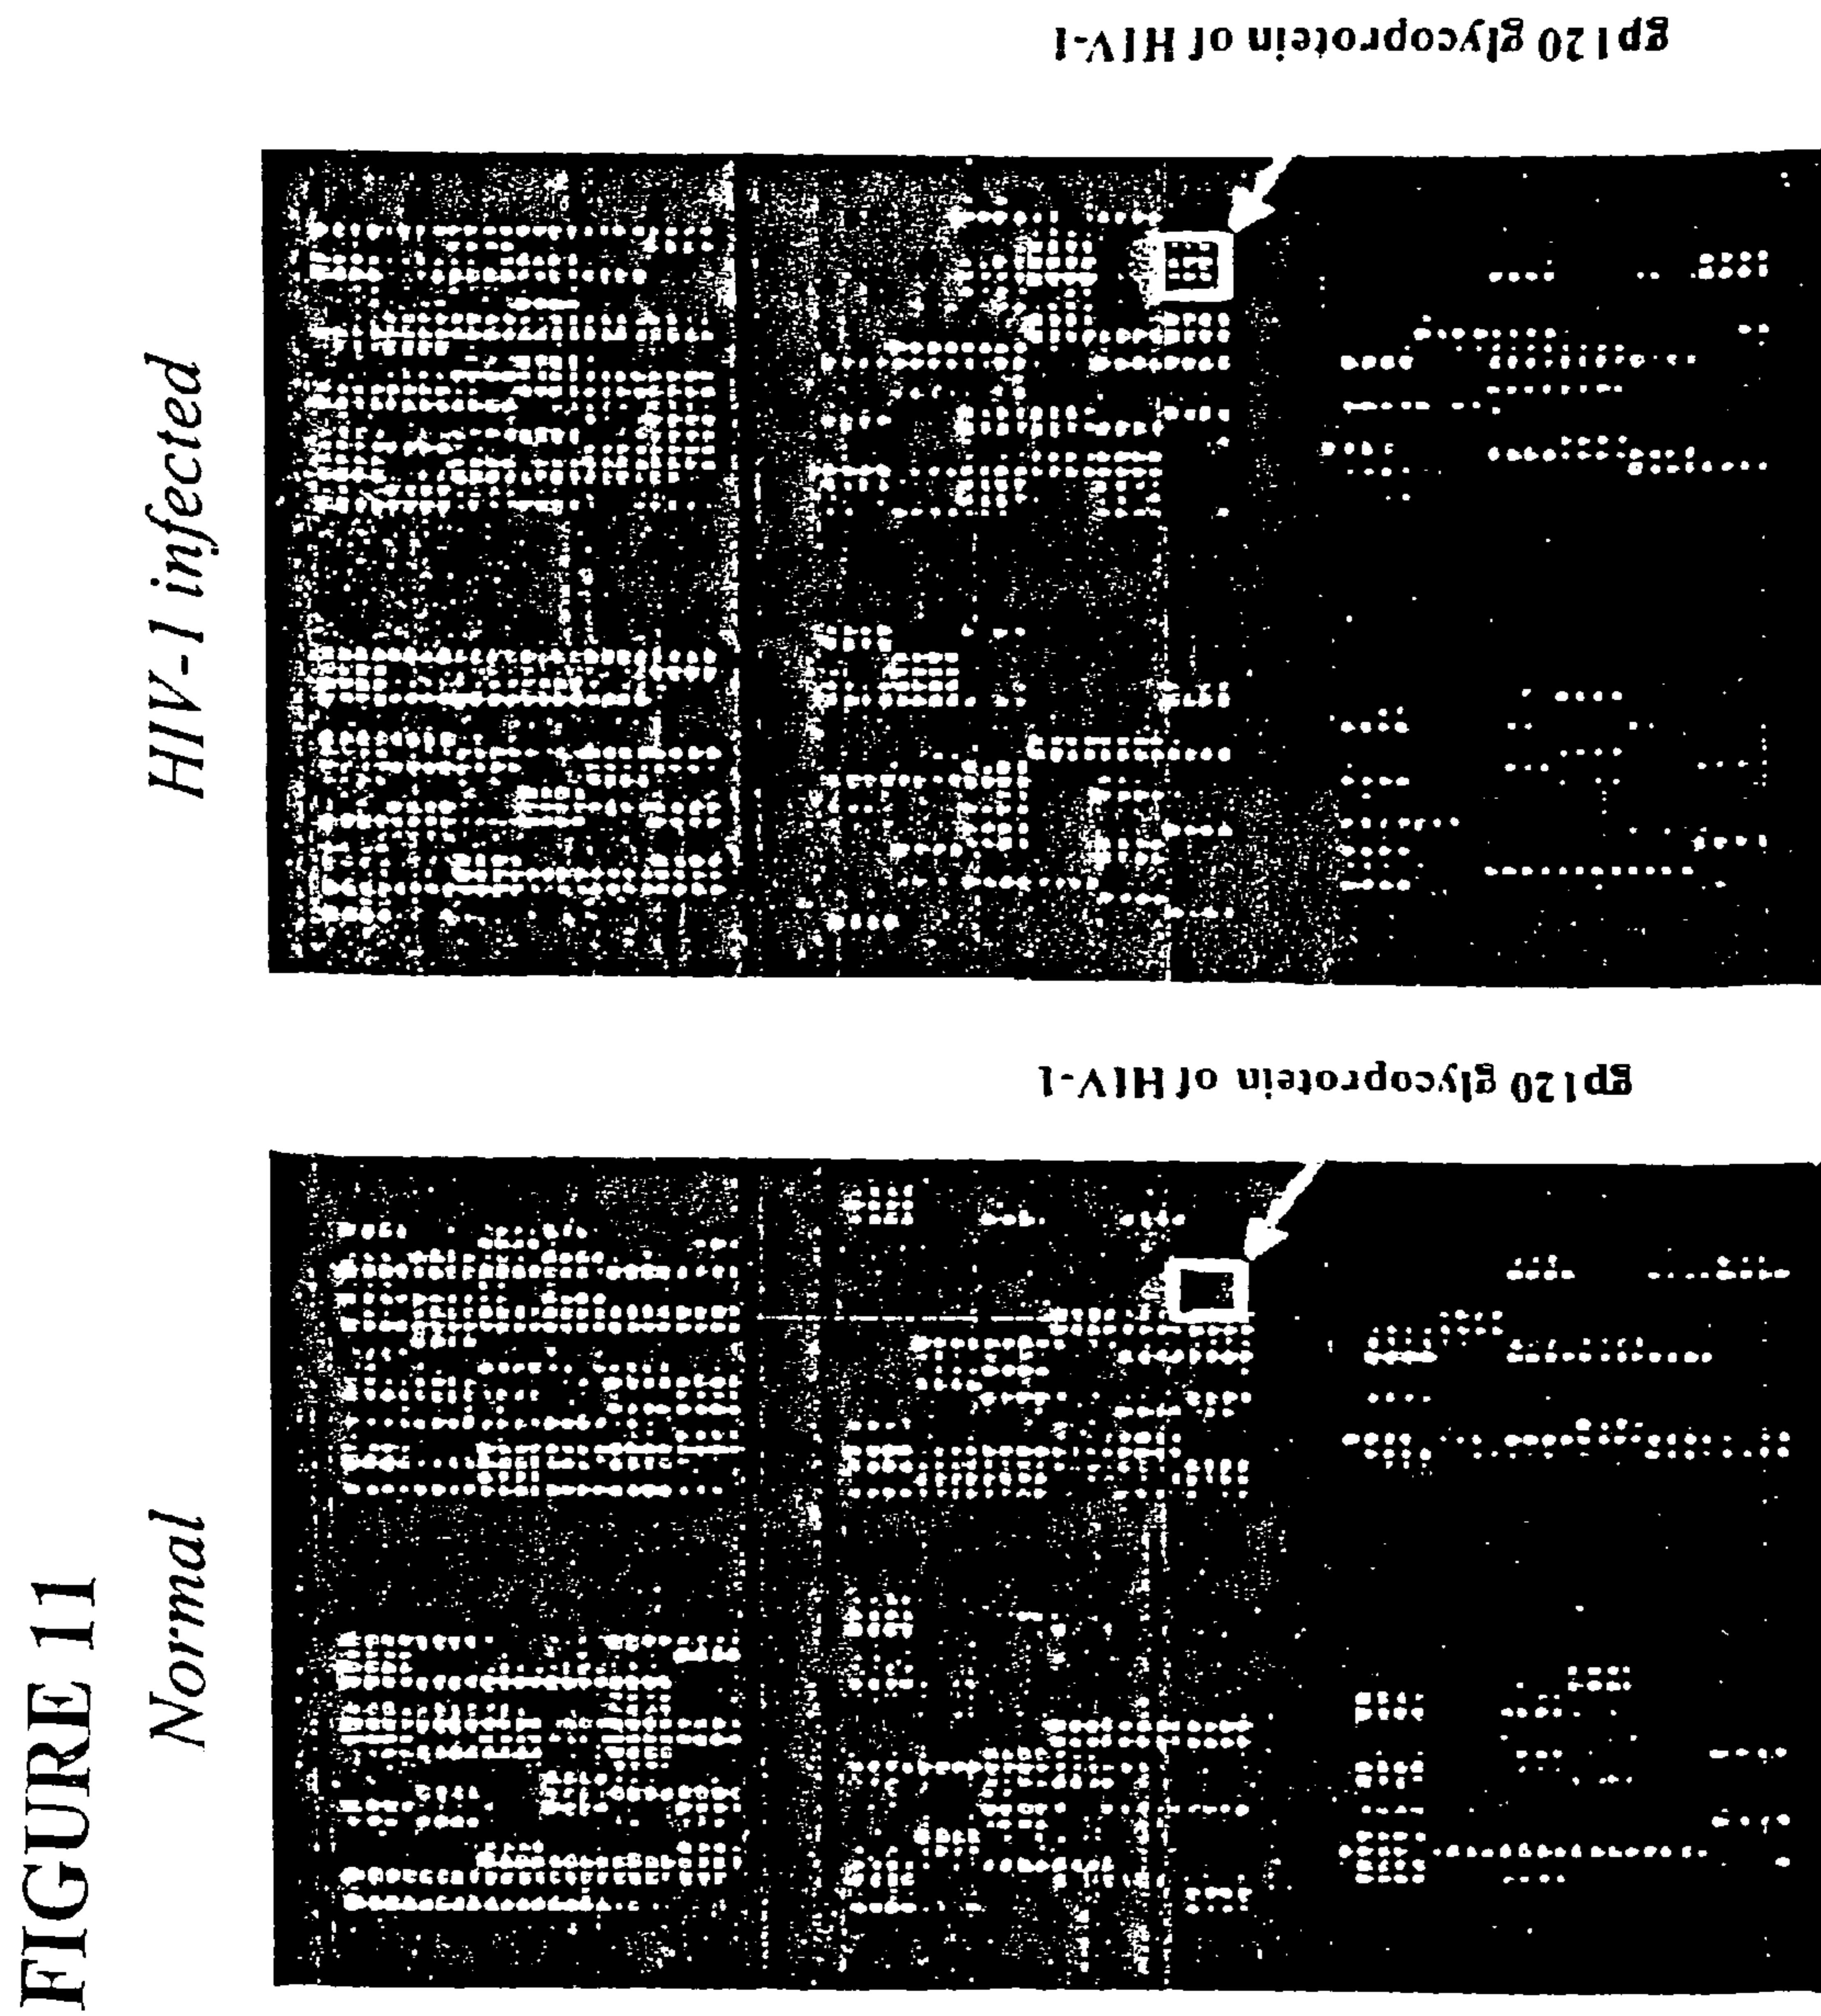 FIGURE 11
Normal
HIV-1 infected
gp120 glycoprotein of HIV-1
gp120 glycoprotein of HIV-1